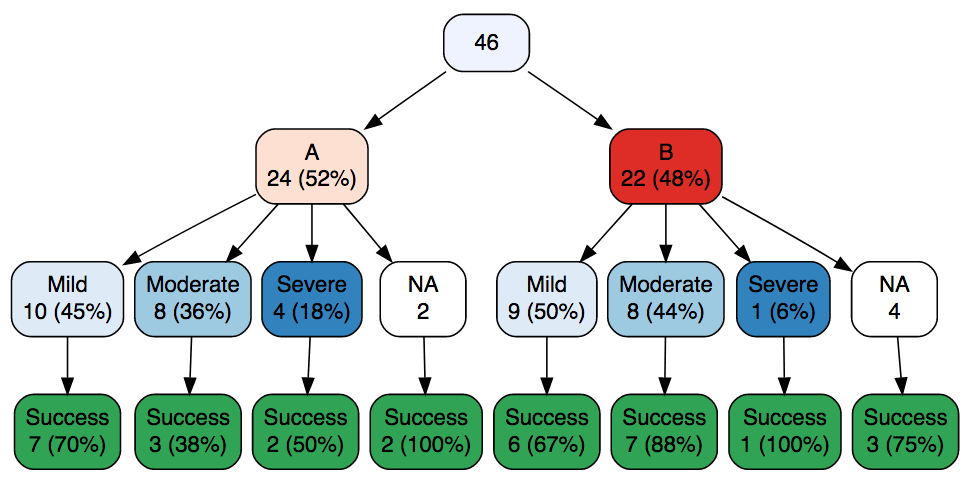 46
A
24 (52%)
B
22 (48%)
Mild
10 (45%)
Moderate
8 (36%)
Severe
4 (18%)
NA
2
Mild
9 (50%)
Moderate
8 (44%)
Severe
1 (6%)
NA
4
Success
7 (70%)
Success
3 (38%)
Success
2 (50%)
Success
2 (100%)
Success
6 (67%)
Success
7 (88%)
Success
1 (100%)
Success
3 (75%)